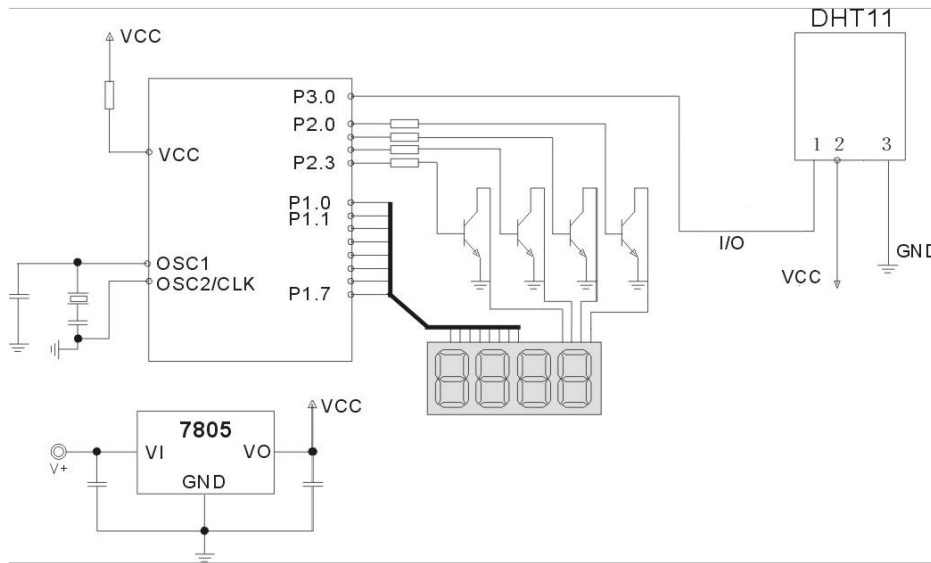 DHT11
VCC
P3.0
P2.0
VCC
P2.3
1 2 3
P1.0
P1.1
I/O
GND
OSC1
VCC
OSC2/CLK
P1.7
VCC
7805
VI VO
V+
GND